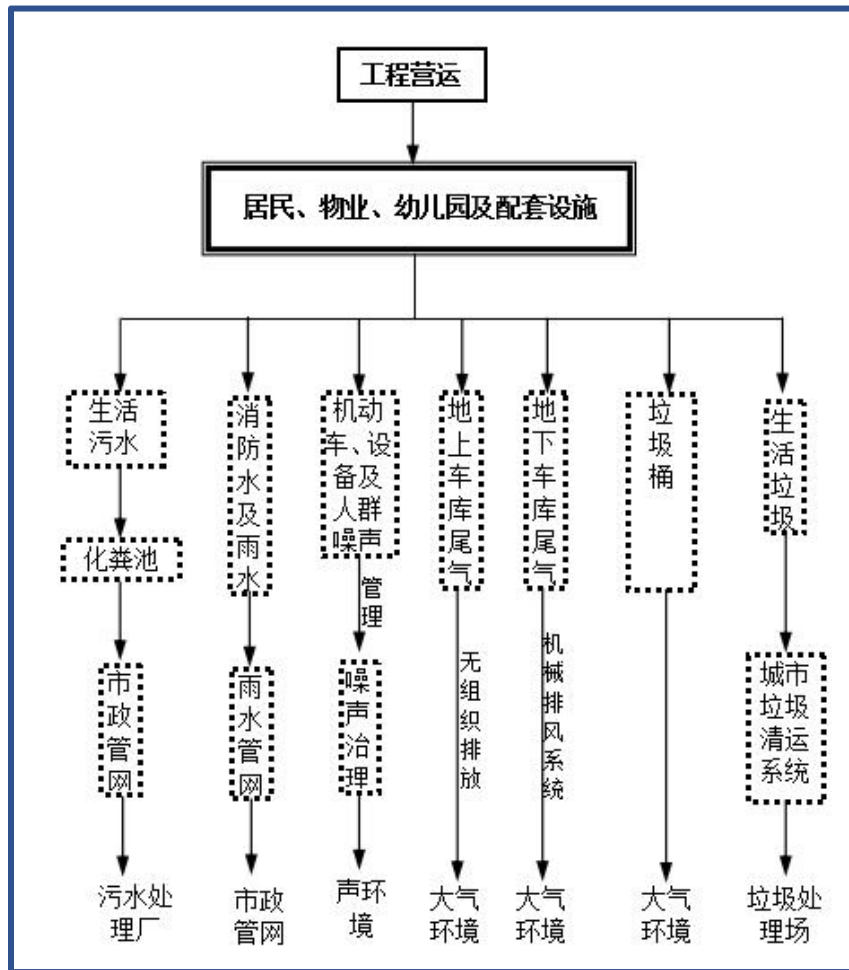 工程营运
居民、物业、幼儿园及配套设施
生活
污水
化粪池
市政管网
污水处
理厂
消防水及雨水
雨水管网
市政
管网
机动
车、设
备及
人群
噪声
管理
噪声治理
声环
境
地上车库尾气
无组织排放
大气
环境
地下车库尾气
机械排风系统
大气
环境
垃圾桶
大气
环境
生活垃圾
城市
垃圾
清运
系统
垃圾处
理场